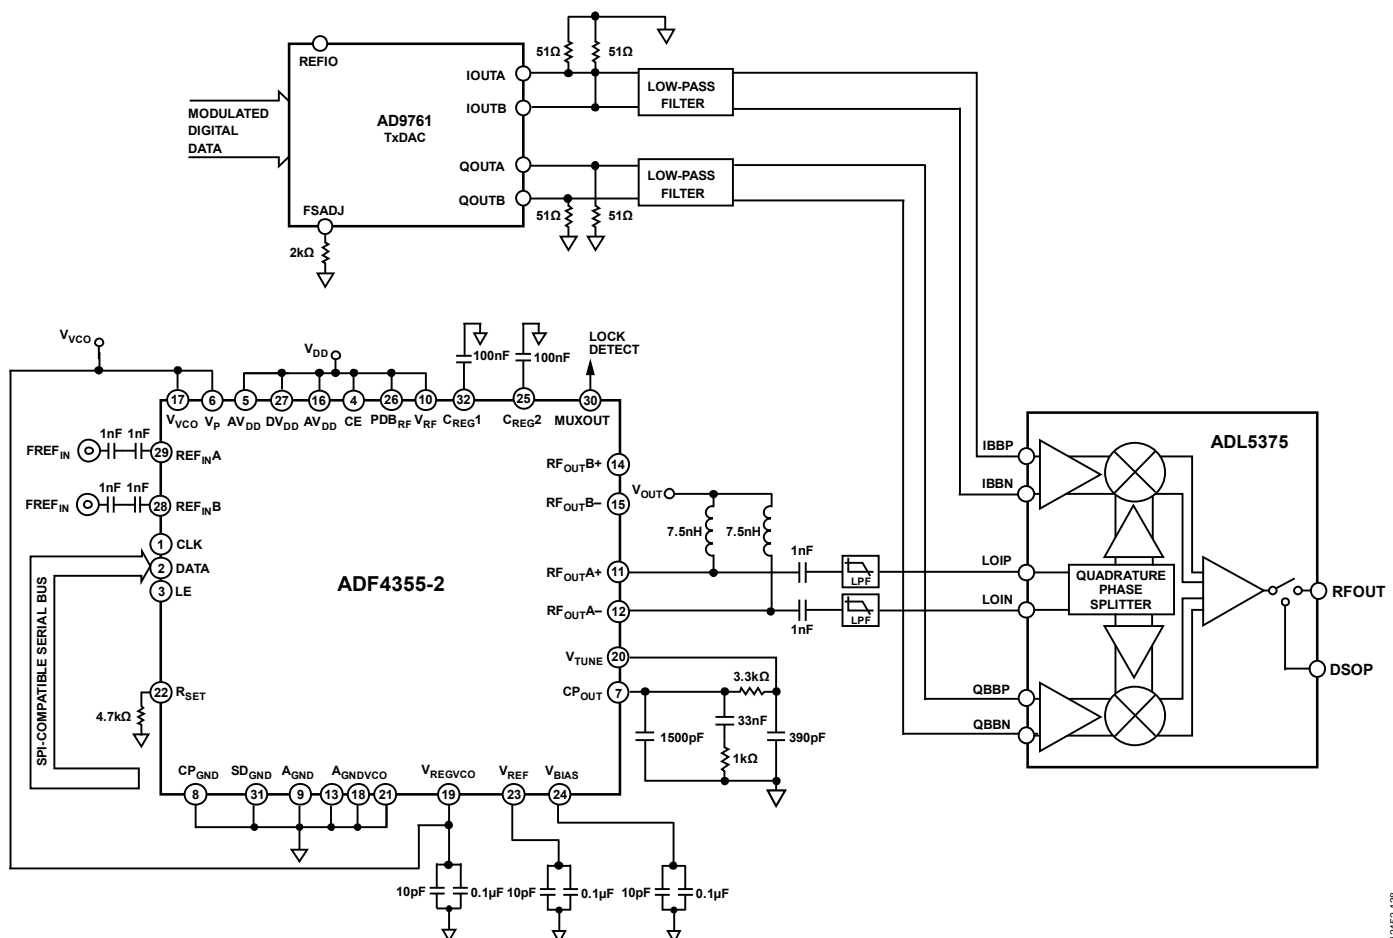 REFIO
MODULATED
DIGITAL
DATA
AD9761
TxDAC
IOUTA
IOUTB
QOUTA
QOUTB
FSADJ
2kΩ
51Ω
51Ω
51Ω
51Ω
LOW-PASS
FILTER
LOW-PASS
FILTER
VVCO
VDD
100nF
100nF
LOCK
DETECT
17
6
5
27
16
4
26
10
32
25
30
VVCO
VP
AVDD
DVDD
AVDD
CE
PDBRF
VRF
CREG1
CREG2
MUXOUT
FREFIN
1nF
1nF
29
REFINA
FREFIN
1nF
1nF
28
REFINB
1
CLK
2
DATA
3
LE
SPI-COMPATIBLE SERIAL BUS
22
RSET
4.7kΩ
ADF4355-2
RFOUTB+
14
RFOUTB–
15
RFOUTA+
11
RFOUTA–
12
VTUNE
20
CPOUT
7
VOUT
7.5nH
7.5nH
1nF
LPF
1nF
LPF
3.3kΩ
33nF
1500pF
390pF
1kΩ
CPGND
SDGND
AGND
AGNDVCO
VREGVCO
VREF
VBIAS
8
31
9
13
18
21
19
23
24
10pF
0.1µF
10pF
0.1µF
10pF
0.1µF
ADL5375
IBBP
IBBN
LOIP
LOIN
QBBP
QBBN
QUADRATURE
PHASE
SPLITTER
RFOUT
DSOP